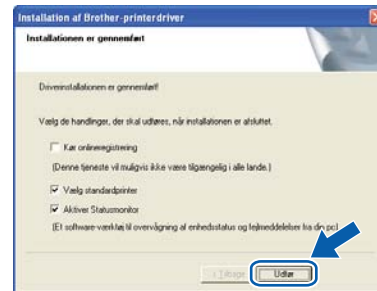 Installation af Brother-printerdriver
Installationen er gennemført
Driverinstallationen er gennemført!
Vælg de handlinger, der skal udføres, når installationen er afsluttet.
Kør onlineregistrering
(Denne tjeneste vil muligvis ikke være tilgængelig i alle lande.)
Vælg standardprinter
Aktiver Statusmonitor
(Et software-værktøj til overvågning af enhedsstatus og fejlmeddelelser fra din pc)
< Tilbage
Udfør